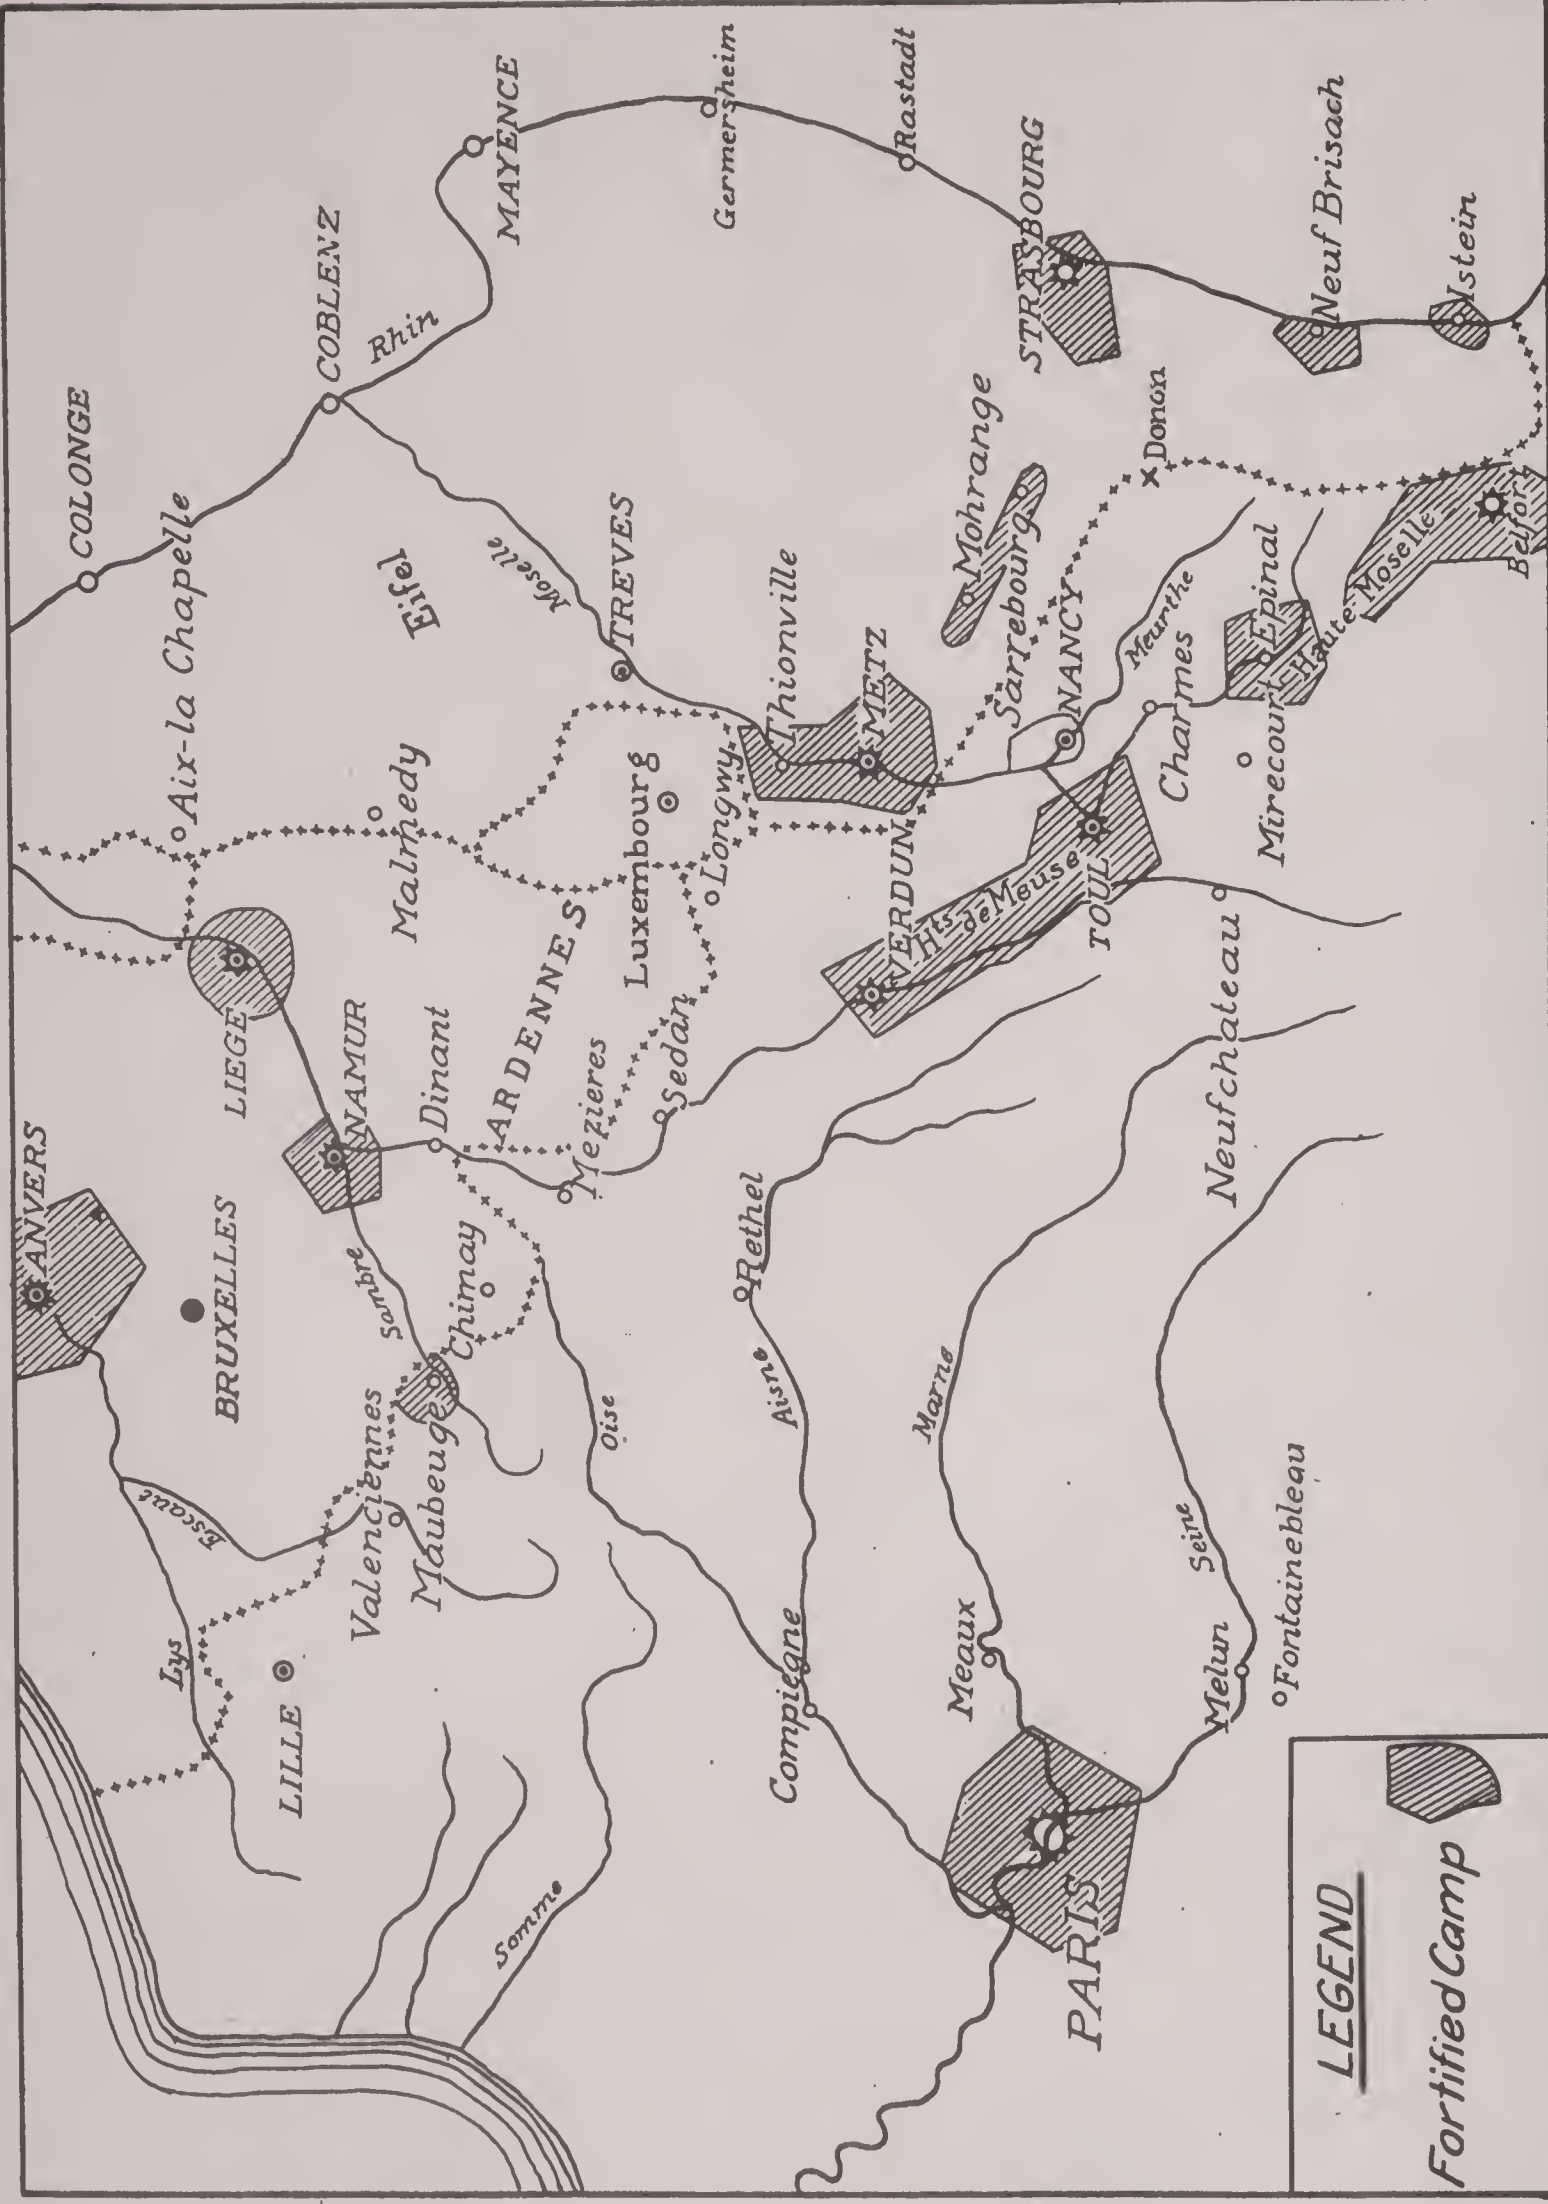 ANVERS
COLONGE
Aix-la Chapelle
LIEGE
BRUXELLES
Escaut
Lys
LILLE
NAMUR
COBLENZ
Rhin
Eifel
Malmedy
Dinant
Sambre
Chimay
Valenciennes
Maubeuge
MAYENCE
Moselle
ARDENNES
Mezieres
Oise
Somme
TREVES
Luxembourg
Longwy
Sedan
Germersheim
Thionville
METZ
Rethel
Aisne
Compiegne
Rastadt
VERDUN
Hts de Meuse
Marne
Meaux
Mohrange
Sarrebourg
STRASBOURG
NANCY
TOUL
PARIS
Donon
Meurthe
Charmes
Neufchateau
Seine
Melun
Epinal
Mirecourt
Fontainebleau
Neuf Brisach
Haute-Moselle
Istein
Belfort
LEGEND
Fortified Camp